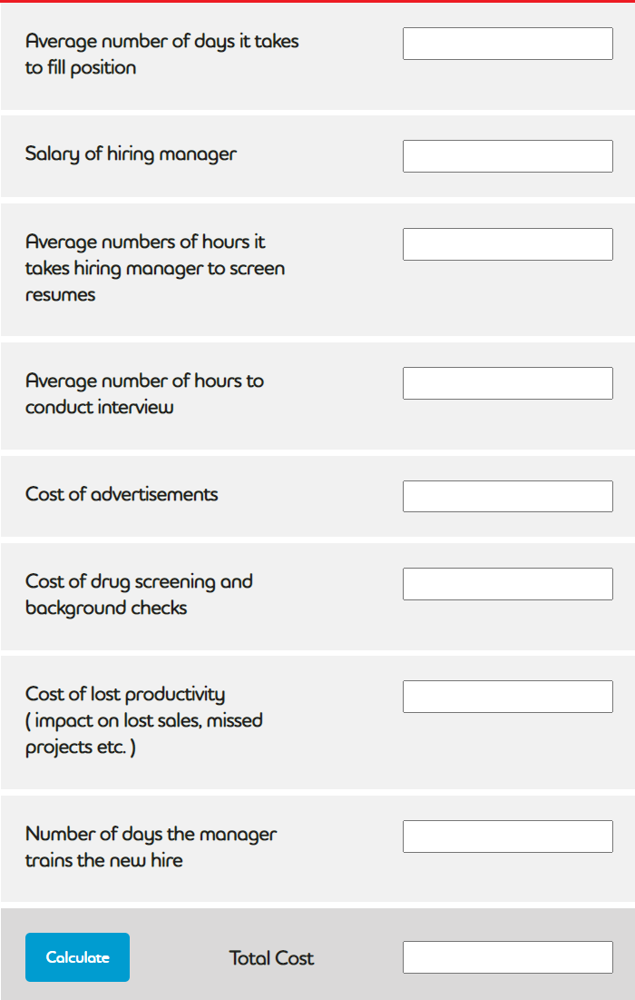 Average number of days it takes
to fill position
Salary of hiring manager
Average numbers of hours it
takes hiring manager to screen
resumes
Average number of hours to
conduct interview
Cost of advertisements
Cost of drug screening and
background checks
Cost of lost productivity
( impact on lost sales, missed
projects etc. )
Number of days the manager
trains the new hire
Calculate Total Cost